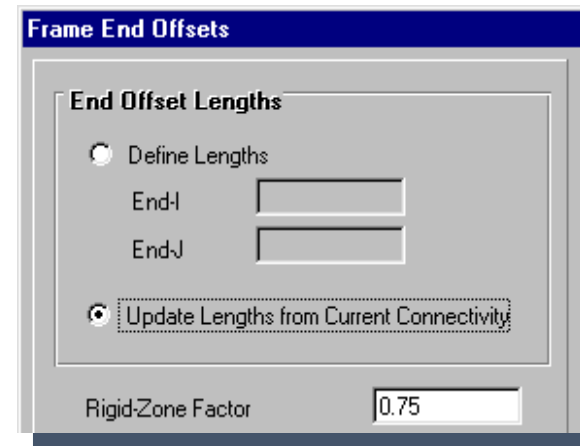 Frame End Offsets
End Offset Lengths
Define Lengths
End-I
End-J
Update Lengths from Current Connectivity
Rigid-Zone Factor 0.75